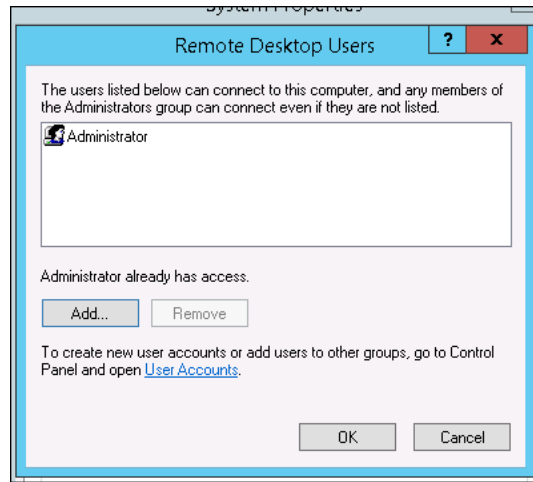 System Properties
Remote Desktop Users
?
x
The users listed below can connect to this computer, and any members of
the Administrators group can connect even if they are not listed.
Administrator
Administrator already has access.
Add...
Remove
To create new user accounts or add users to other groups, go to Control
Panel and open User Accounts.
OK
Cancel